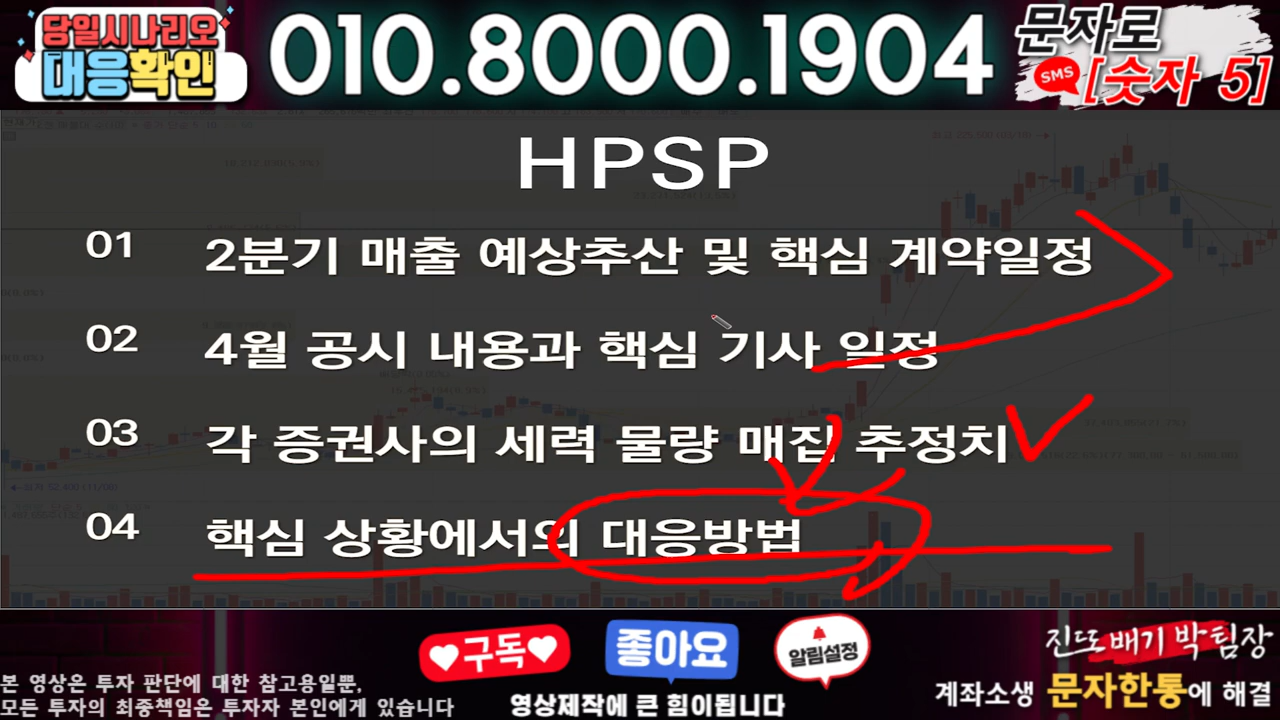 당일시나리오
대응확인
010.8000.1904
문자로
SMS [숫자 5]
HPSP
01 2분기 매출 예상추산 및 핵심 계약일정
02 4월 공시 내용과 핵심 기사 일정
03 각 증권사의 세력 물량 매집 추정치
04 핵심 상황에서의 대응방법
구독
좋아요
알림설정
영상제작에 큰 힘이됩니다
본 영상은 투자 판단에 대한 참고용일뿐,
모든 투자의 최종책임은 투자자 본인에게 있습니다
진또배기 박팀장
계좌소생 문자한통에 해결